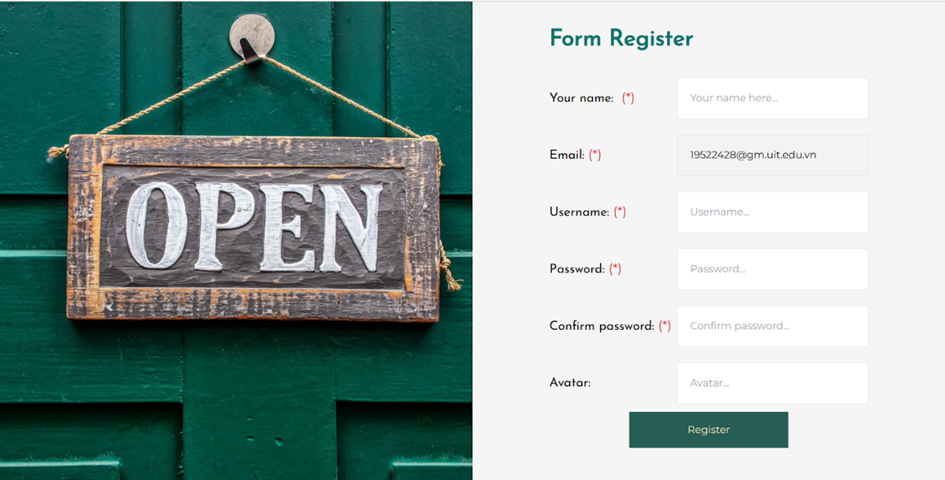 OPEN
Form Register
Your name: (*) Your name here...
Email: (*) 19522428@gm.uit.edu.vn
Username: (*) Username...
Password: (*) Password...
Confirm password: (*) Confirm password...
Avatar: Avatar...
Register